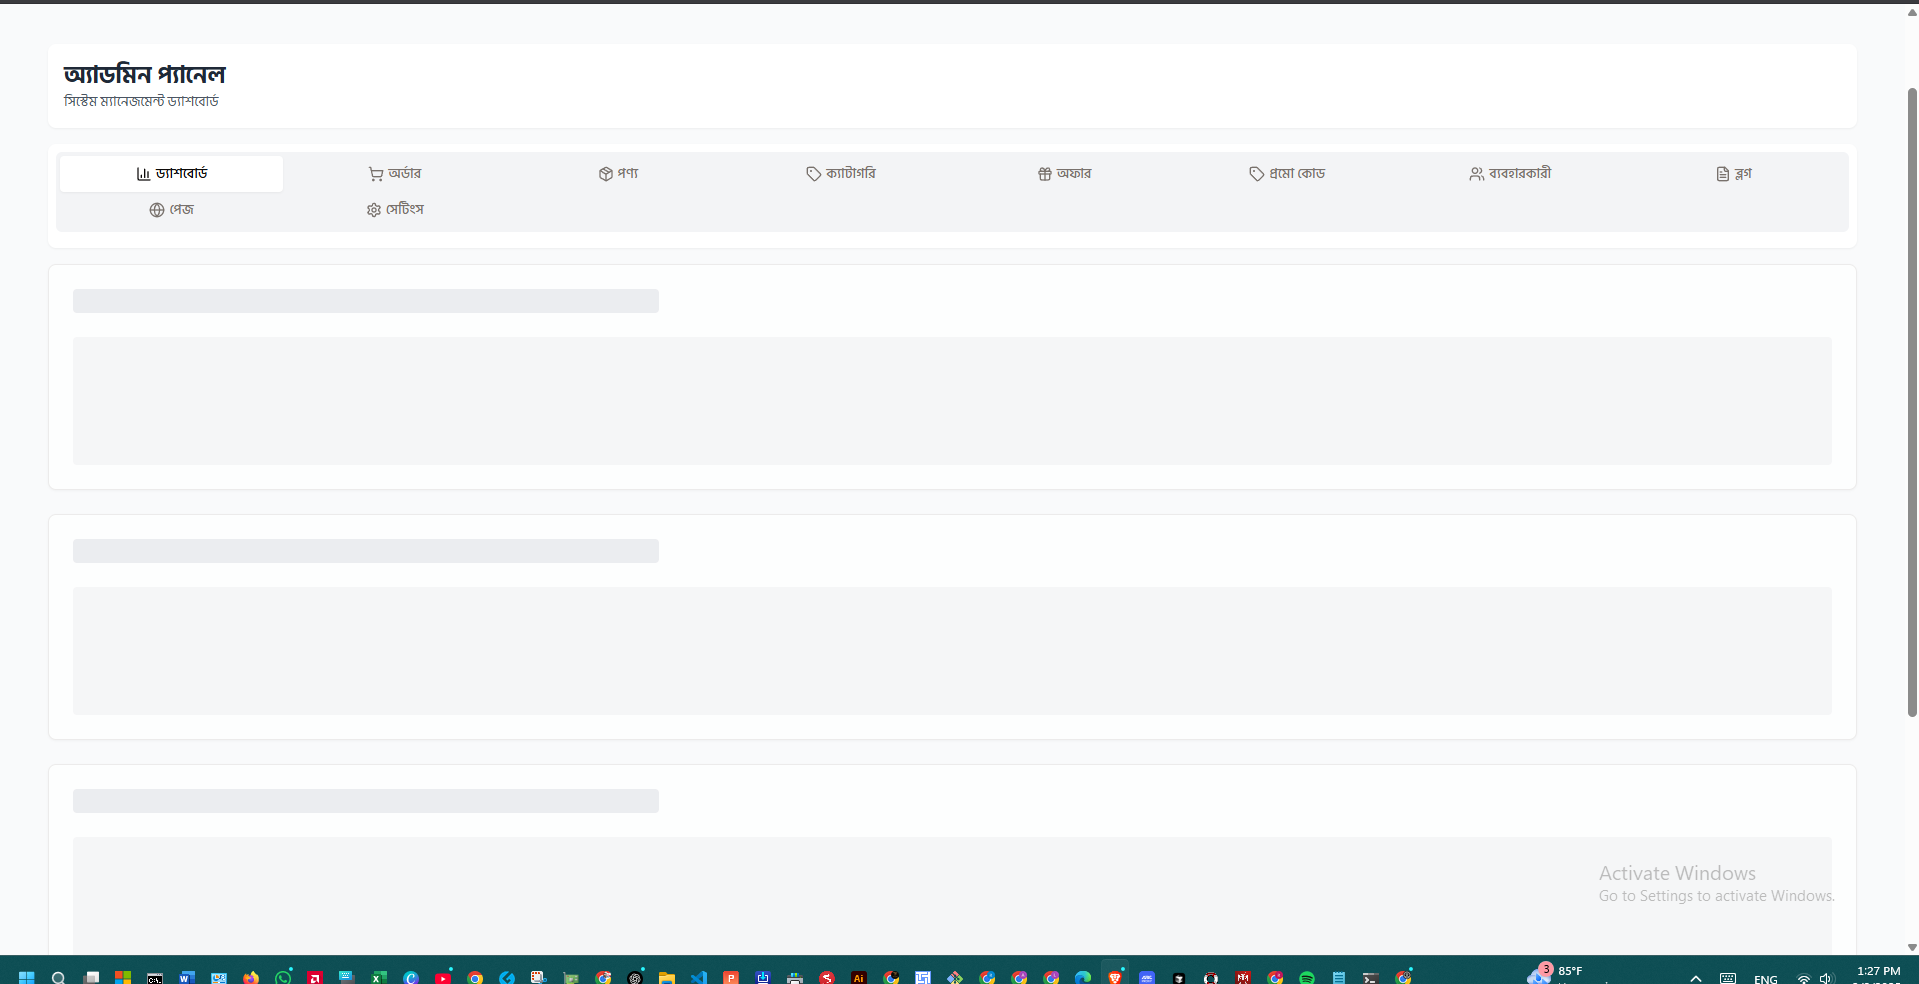 অ্যাডমিন প্যানেল
সিস্টেম ম্যানেজমেন্ট ড্যাশবোর্ড
ড্যাশবোর্ড অর্ডার পণ্য ক্যাটাগরি অফার প্রমো কোড ব্যবহারকারী ব্লগ
পেজ সেটিংস
Activate Windows
Go to Settings to activate Windows.
3 85°F
ENG 1:27 PM